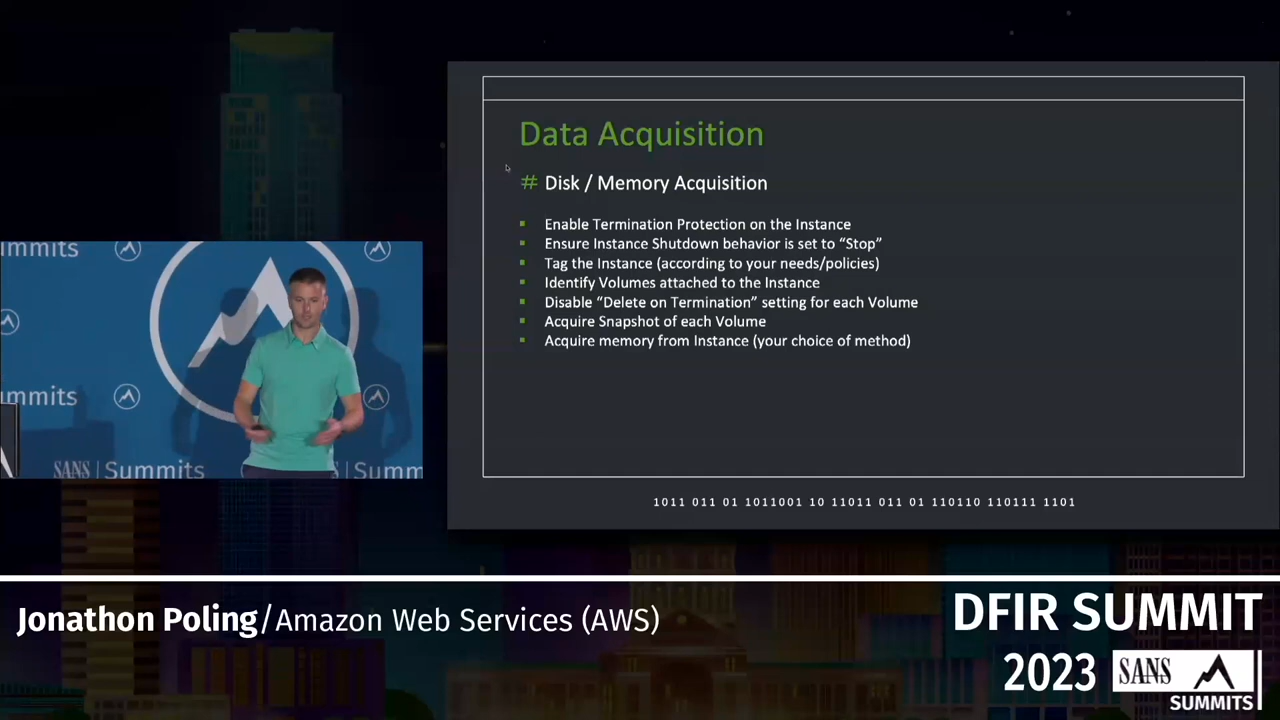 Data Acquisition
# Disk / Memory Acquisition
Enable Termination Protection on the Instance
Ensure Instance Shutdown behavior is set to “Stop”
Tag the Instance (according to your needs/policies)
Identify Volumes attached to the Instance
Disable “Delete on Termination” setting for each Volume
Acquire Snapshot of each Volume
Acquire memory from Instance (your choice of method)
1011 011 01 1011001 10 11011 011 01 110110 110111 1101
ummits
mmits
SANS | Summits
| Summ
Jonathon Poling/Amazon Web Services (AWS)
DFIR SUMMIT
2023
SANS
SUMMITS